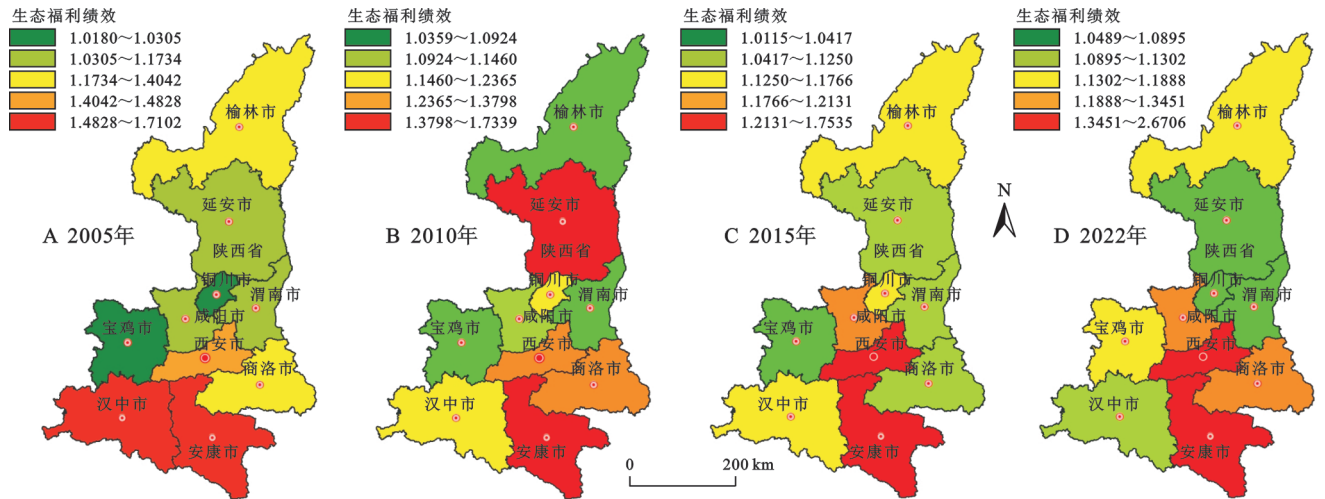 生态福利绩效
1.0180～1.0305
1.0305～1.1734
1.1734～1.4042
1.4042～1.4828
1.4828～1.7102
榆林市
延安市
A 2005年
陕西省
铜川市
渭南市
咸阳市
宝鸡市
西安市
商洛市
汉中市
安康市
生态福利绩效
1.0359～1.0924
1.0924～1.1460
1.1460～1.2365
1.2365～1.3798
1.3798～1.7339
榆林市
延安市
B 2010年
陕西省
铜川市
渭南市
咸阳市
宝鸡市
西安市
商洛市
汉中市
安康市
0 200 km
生态福利绩效
1.0115～1.0417
1.0417～1.1250
1.1250～1.1766
1.1766～1.2131
1.2131～1.7535
榆林市
延安市
C 2015年
陕西省
铜川市
渭南市
咸阳市
宝鸡市
西安市
商洛市
汉中市
安康市
N
生态福利绩效
1.0489～1.0895
1.0895～1.1302
1.1302～1.1888
1.1888～1.3451
1.3451～2.6706
榆林市
延安市
D 2022年
陕西省
铜川市
渭南市
咸阳市
宝鸡市
西安市
商洛市
汉中市
安康市